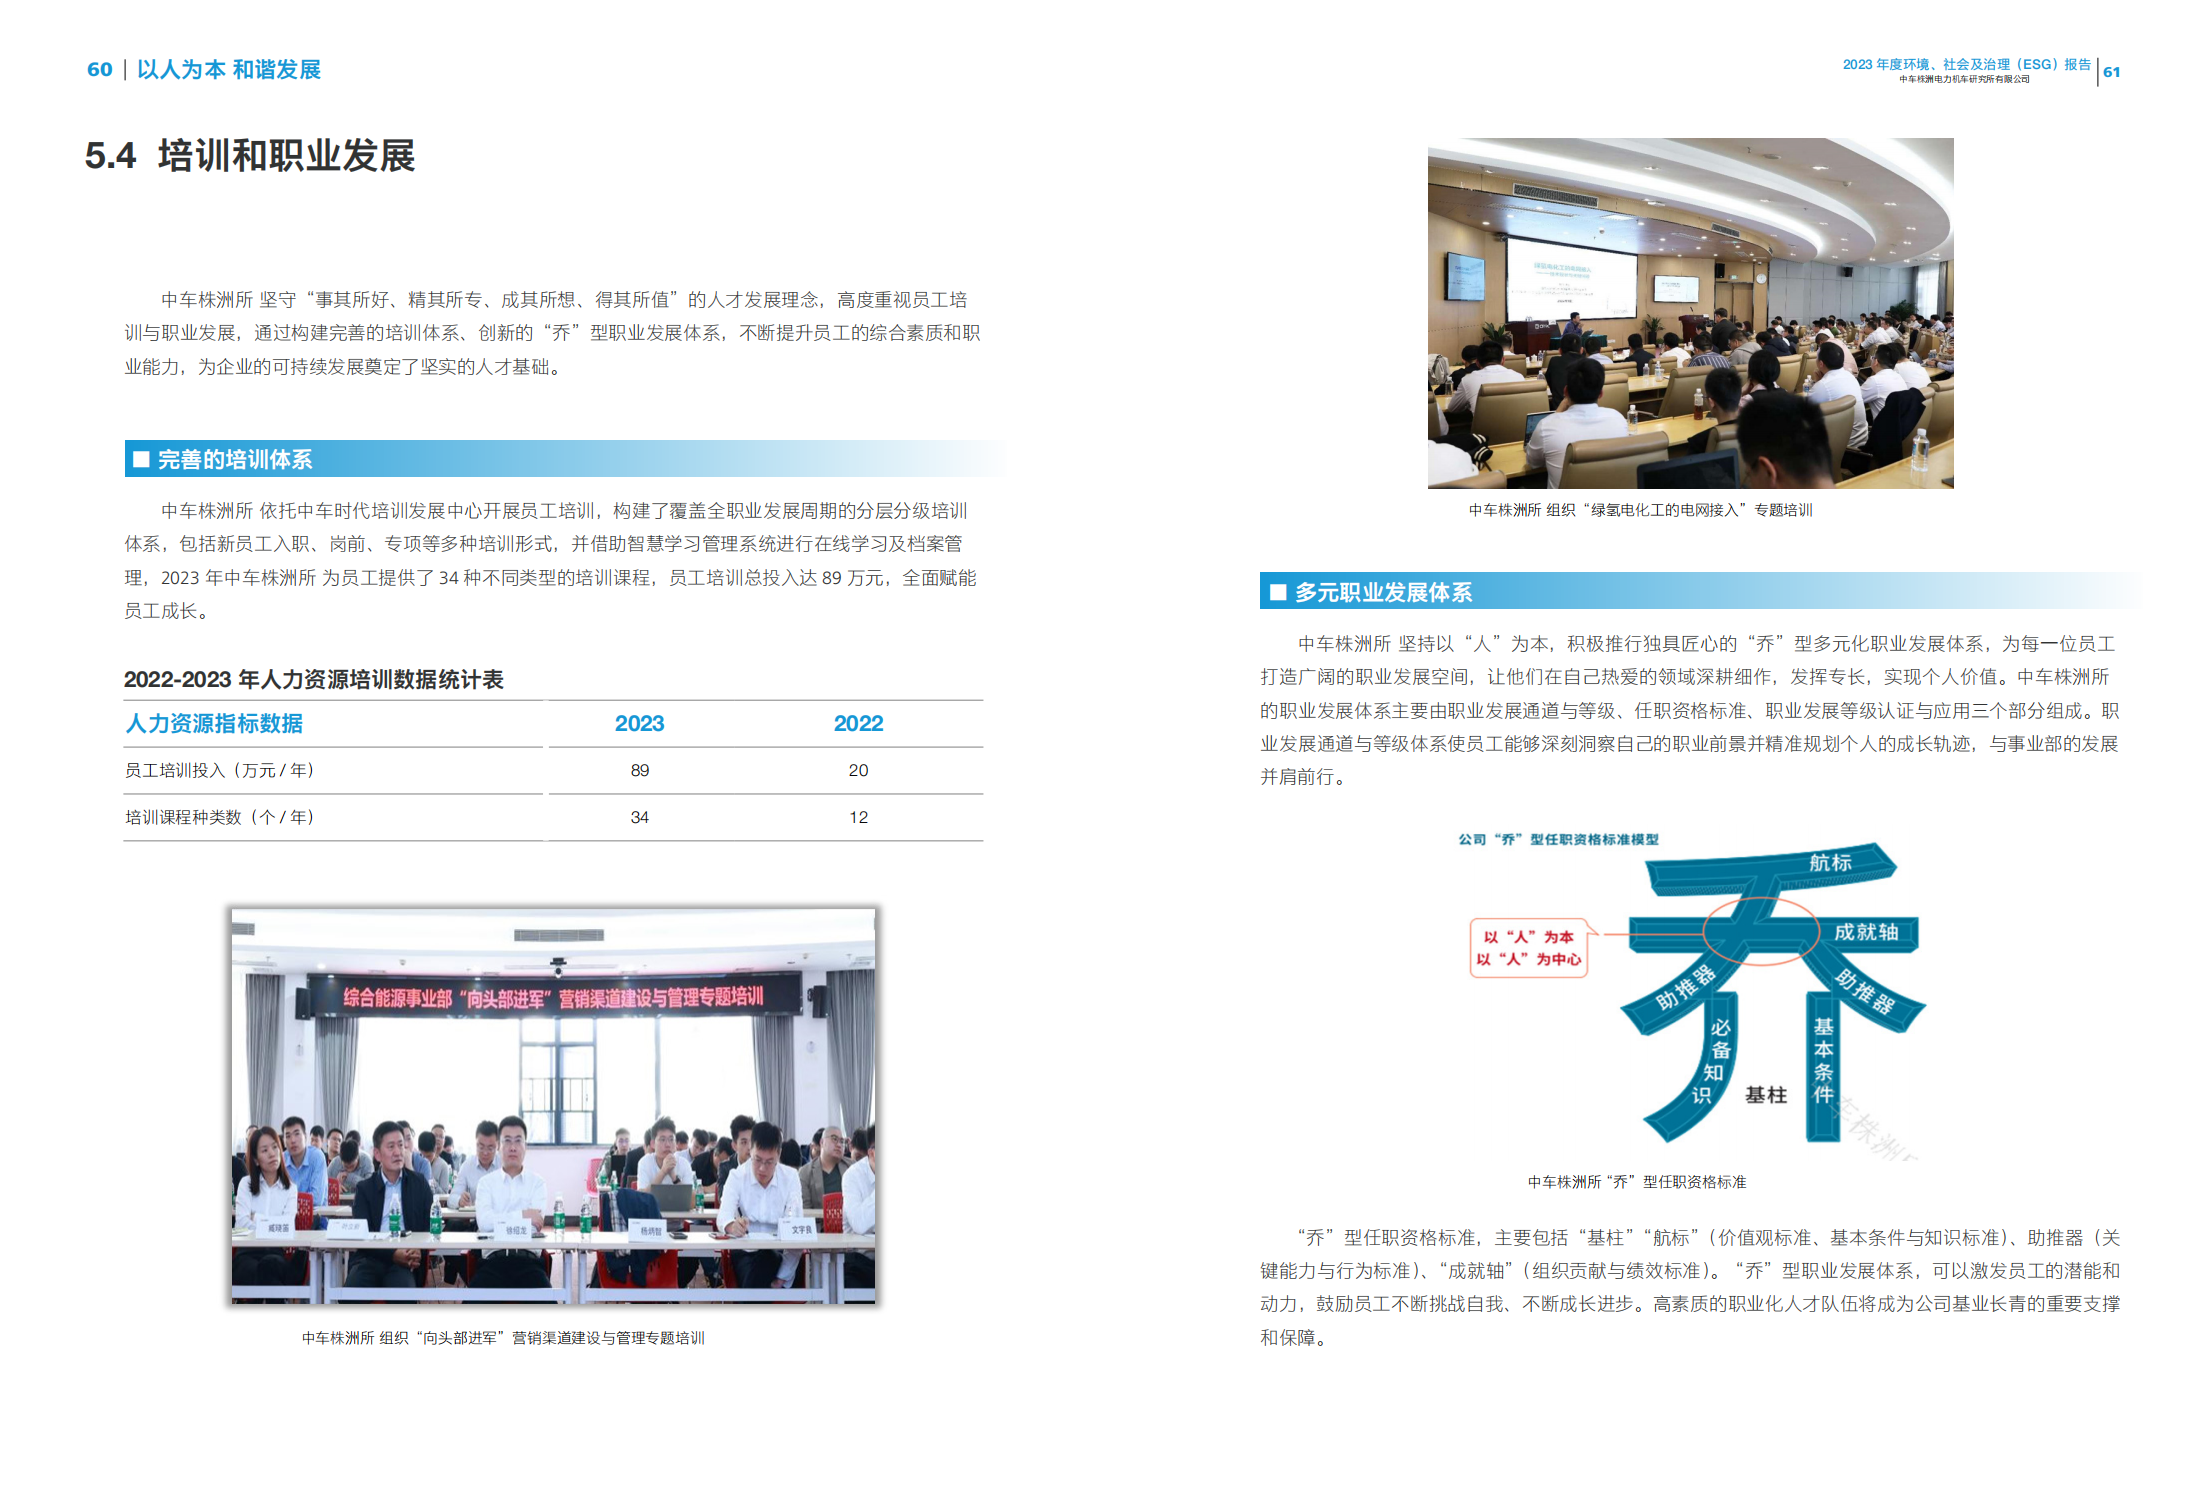 60 | 以人为本 和谐发展
5.4 培训和职业发展
中车株洲所 坚守“事其所好、精其所专、成其所想、得其所值”的人才发展理念，高度重视员工培
训与职业发展，通过构建完善的培训体系、创新的“乔”型职业发展体系，不断提升员工的综合素质和职
业能力，为企业的可持续发展奠定了坚实的人才基础。
完善的培训体系
中车株洲所 依托中车时代培训发展中心开展员工培训，构建了覆盖全职业发展周期的分层分级培训
体系，包括新员工入职、岗前、专项等多种培训形式，并借助智慧学习管理系统进行在线学习及档案管
理，2023 年中车株洲所 为员工提供了 34 种不同类型的培训课程，员工培训总投入达 89 万元，全面赋能
员工成长。
2022-2023 年人力资源培训数据统计表
人力资源指标数据 2023 2022
员工培训投入（万元 / 年） 89 20
培训课程种类数（个 / 年） 34 12
综合能源事业部“向头部进军”营销渠道建设与管理专题培训
臧晓笛
徐绍龙
杨炳智
文宇良
中车株洲所 组织“向头部进军”营销渠道建设与管理专题培训
2023 年度环境、社会及治理（ESG）报告 | 61
中车株洲电力机车研究所有限公司
绿氢电化工的电网接入
中车株洲所 组织“绿氢电化工的电网接入”专题培训
多元职业发展体系
中车株洲所 坚持以“人”为本，积极推行独具匠心的“乔”型多元化职业发展体系，为每一位员工
打造广阔的职业发展空间，让他们在自己热爱的领域深耕细作，发挥专长，实现个人价值。中车株洲所
的职业发展体系主要由职业发展通道与等级、任职资格标准、职业发展等级认证与应用三个部分组成。职
业发展通道与等级体系使员工能够深刻洞察自己的职业前景并精准规划个人的成长轨迹，与事业部的发展
并肩前行。
公司“乔”型任职资格标准模型
航标
成就轴
以“人”为本
以“人”为中心
助推器
助推器
必备知识
基柱
基本条件
车株洲所
中车株洲所 “乔”型任职资格标准
“乔”型任职资格标准，主要包括“基柱”“航标”（价值观标准、基本条件与知识标准）、助推器（关
键能力与行为标准）、“成就轴”（组织贡献与绩效标准）。“乔”型职业发展体系，可以激发员工的潜能和
动力，鼓励员工不断挑战自我、不断成长进步。高素质的职业化人才队伍将成为公司基业长青的重要支撑
和保障。